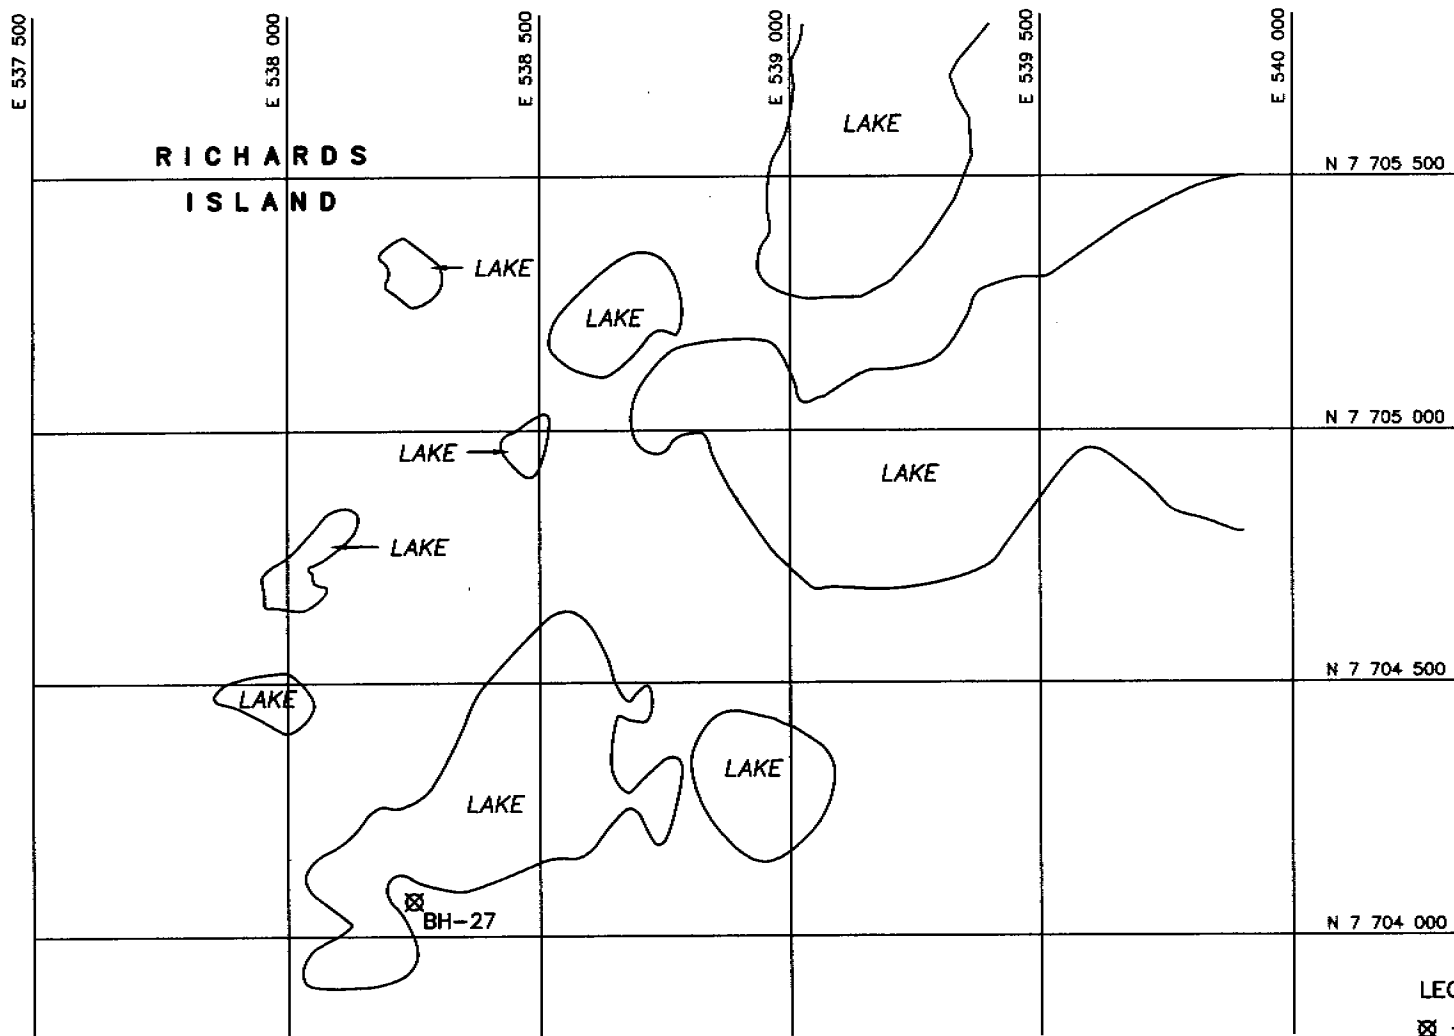 E 537 500
E 538 000
E 538 500
E 539 000
E 539 500
E 540 000
LAKE
RICHARDS
N 7 705 500
ISLAND
LAKE
LAKE
N 7 705 000
LAKE
LAKE
LAKE
N 7 704 500
LAKE
LAKE
LAKE
BH-27
N 7 704 000